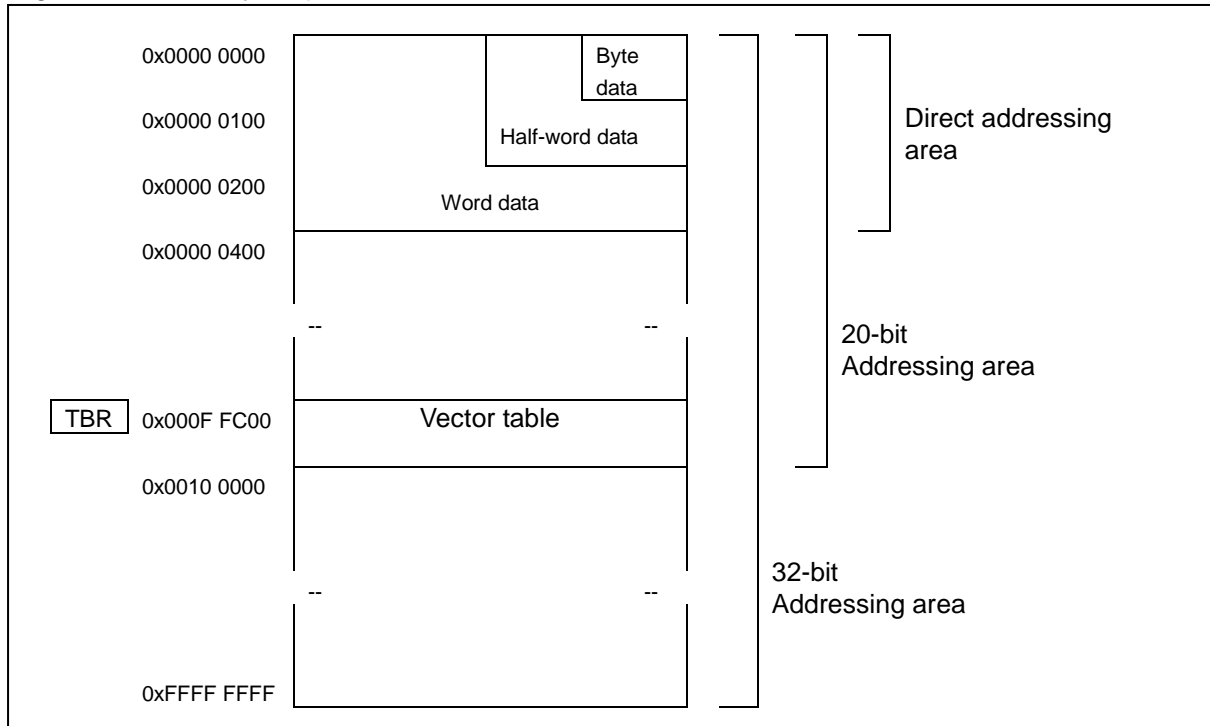 0x0000 0000
Byte
data
0x0000 0100
Half-word data
Direct addressing
area
0x0000 0200
Word data
0x0000 0400
-- --
20-bit
Addressing area
TBR 0x000F FC00 Vector table
0x0010 0000
32-bit
Addressing area
-- --
0xFFFF FFFF